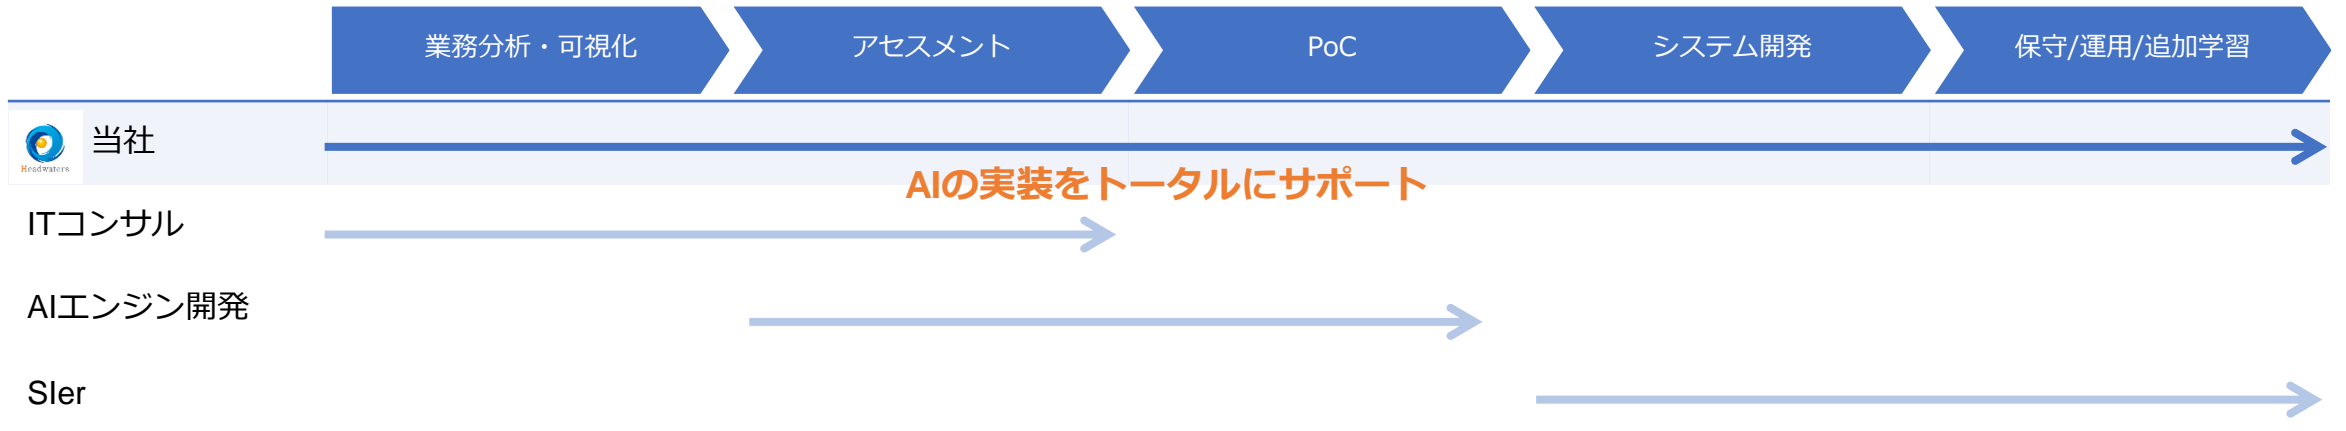 業務分析・可視化
アセスメント
PoC
システム開発
保守/運用/追加学習
Headwaters
当社
AIの実装をトータルにサポート
ITコンサル
AIエンジン開発
SIer